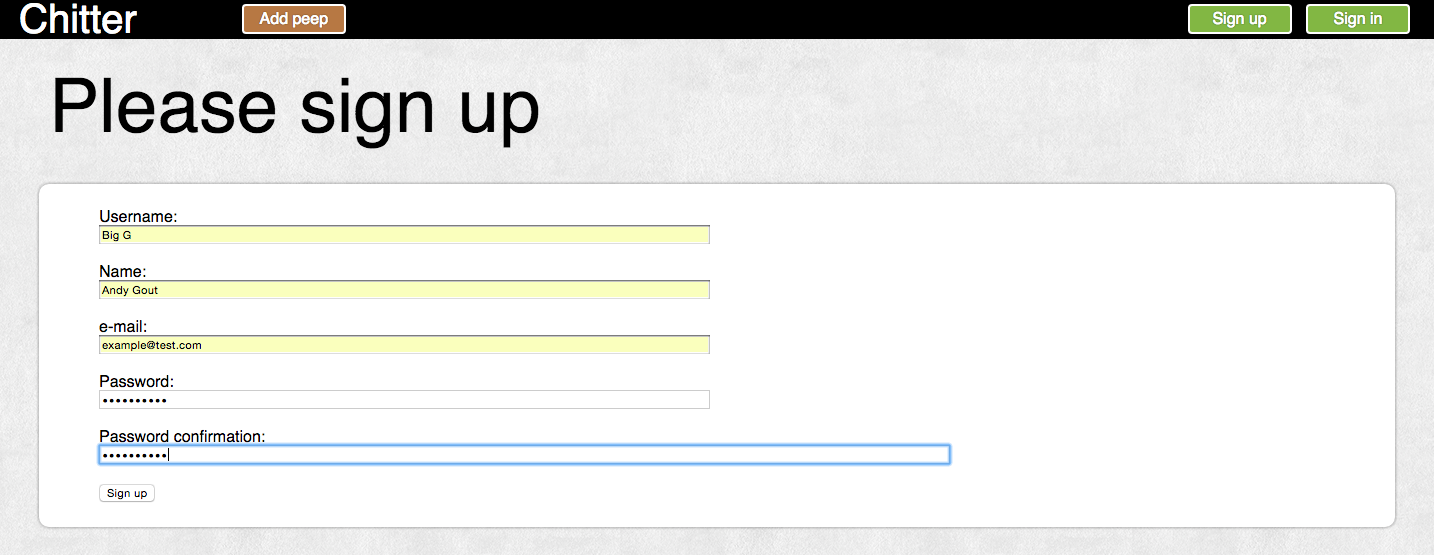 Chitter Add peep Sign up Sign in
Please sign up
Username:
Big G
Name:
Andy Gout
e-mail:
example@test.com
Password:
••••••••••
Password confirmation:
••••••••••
Sign up